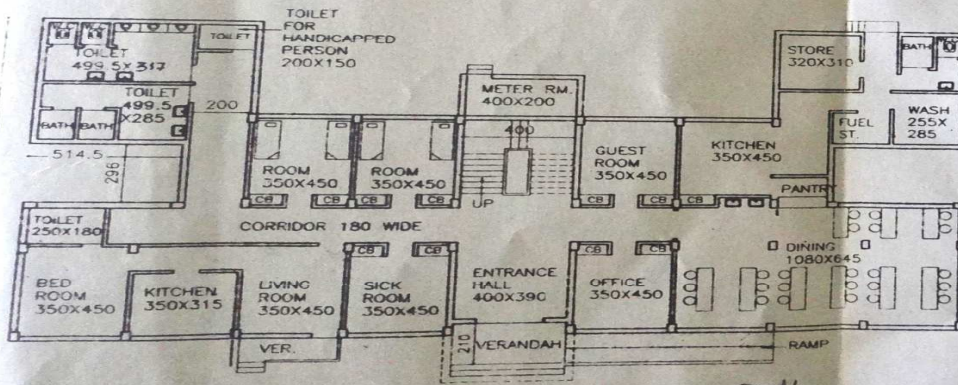 TOILET
FOR
HANDICAPPED
PERSON
200X150
W.C
W.C
TOILET
TOILET
499.5X317
TOILET
499.5
X285
200
BATH
BATH
514.5
296
METER RM.
400X200
400
UP
ROOM
350X450
ROOM
350X450
GUEST
ROOM
350X450
KITCHEN
350X450
STORE
320X310
BATH
FUEL
ST.
WASH
255X
285
PANTRY
CB
CB
CB
CB
CB
CB
CB
TOILET
250X180
CORRIDOR 180 WIDE
CB
CB
CB
CB
BED
ROOM
350X450
KITCHEN
350X315
LIVING
ROOM
350X450
SICK
ROOM
350X450
ENTRANCE
HALL
400X390
OFFICE
350X450
DINING
1080X645
VER.
210
VERANDAH
RAMP